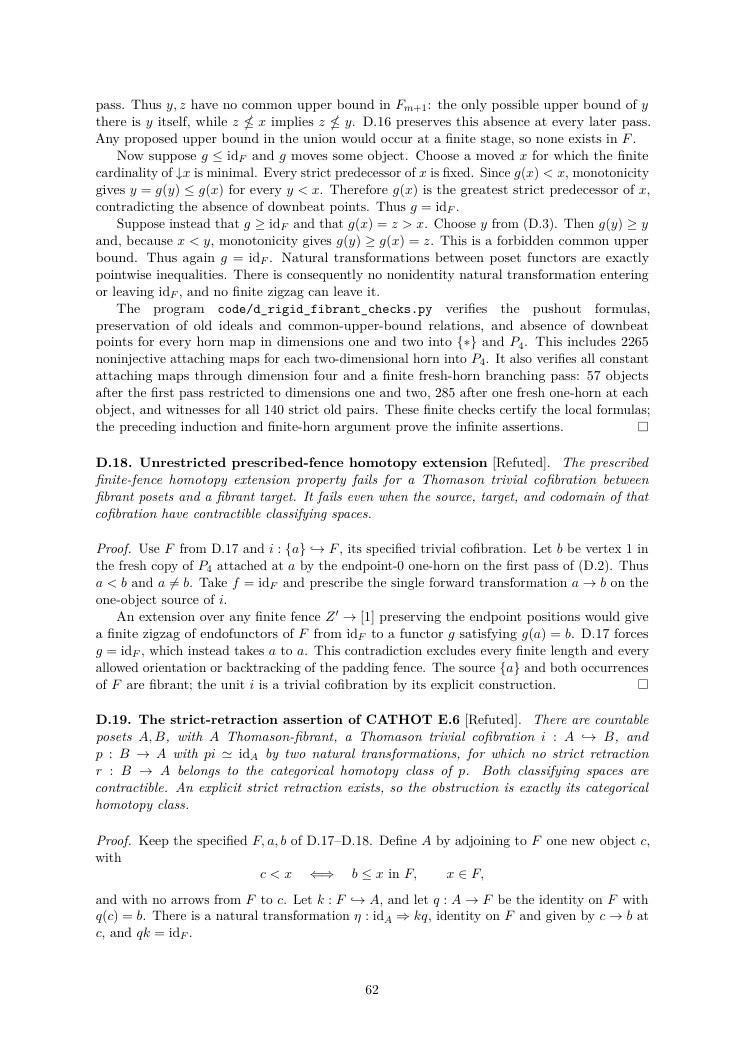 pass. Thus y, z have no common upper bound in F_{m+1}: the only possible upper bound of y
there is y itself, while z ≰ x implies z ≰ y. D.16 preserves this absence at every later pass.
Any proposed upper bound in the union would occur at a finite stage, so none exists in F.
Now suppose g ≤ id_F and g moves some object. Choose a moved x for which the finite
cardinality of ↓x is minimal. Every strict predecessor of x is fixed. Since g(x) < x, monotonicity
gives y = g(y) ≤ g(x) for every y < x. Therefore g(x) is the greatest strict predecessor of x,
contradicting the absence of downbeat points. Thus g = id_F.
Suppose instead that g ≥ id_F and that g(x) = z > x. Choose y from (D.3). Then g(y) ≥ y
and, because x < y, monotonicity gives g(y) ≥ g(x) = z. This is a forbidden common upper
bound. Thus again g = id_F. Natural transformations between poset functors are exactly
pointwise inequalities. There is consequently no nonidentity natural transformation entering
or leaving id_F, and no finite zigzag can leave it.
The program code/d_rigid_fibrant_checks.py verifies the pushout formulas,
preservation of old ideals and common-upper-bound relations, and absence of downbeat
points for every horn map in dimensions one and two into {*} and P_4. This includes 2265
noninjective attaching maps for each two-dimensional horn into P_4. It also verifies all constant
attaching maps through dimension four and a finite fresh-horn branching pass: 57 objects
after the first pass restricted to dimensions one and two, 285 after one fresh one-horn at each
object, and witnesses for all 140 strict old pairs. These finite checks certify the local formulas;
the preceding induction and finite-horn argument prove the infinite assertions. □
D.18. Unrestricted prescribed-fence homotopy extension [Refuted]. The prescribed
finite-fence homotopy extension property fails for a Thomason trivial cofibration between
fibrant posets and a fibrant target. It fails even when the source, target, and codomain of that
cofibration have contractible classifying spaces.
Proof. Use F from D.17 and i : {a} ↪ F, its specified trivial cofibration. Let b be vertex 1 in
the fresh copy of P_4 attached at a by the endpoint-0 one-horn on the first pass of (D.2). Thus
a < b and a ≠ b. Take f = id_F and prescribe the single forward transformation a → b on the
one-object source of i.
An extension over any finite fence Z′ → [1] preserving the endpoint positions would give
a finite zigzag of endofunctors of F from id_F to a functor g satisfying g(a) = b. D.17 forces
g = id_F, which instead takes a to a. This contradiction excludes every finite length and every
allowed orientation or backtracking of the padding fence. The source {a} and both occurrences
of F are fibrant; the unit i is a trivial cofibration by its explicit construction. □
D.19. The strict-retraction assertion of CATHOT E.6 [Refuted]. There are countable
posets A, B, with A Thomason-fibrant, a Thomason trivial cofibration i : A ↪ B, and
p : B → A with pi ≃ id_A by two natural transformations, for which no strict retraction
r : B → A belongs to the categorical homotopy class of p. Both classifying spaces are
contractible. An explicit strict retraction exists, so the obstruction is exactly its categorical
homotopy class.
Proof. Keep the specified F, a, b of D.17–D.18. Define A by adjoining to F one new object c,
with
c < x ⟺ b ≤ x in F, x ∈ F,
and with no arrows from F to c. Let k : F ↪ A, and let q : A → F be the identity on F with
q(c) = b. There is a natural transformation η : id_A ⇒ kq, identity on F and given by c → b at
c, and qk = id_F.
62